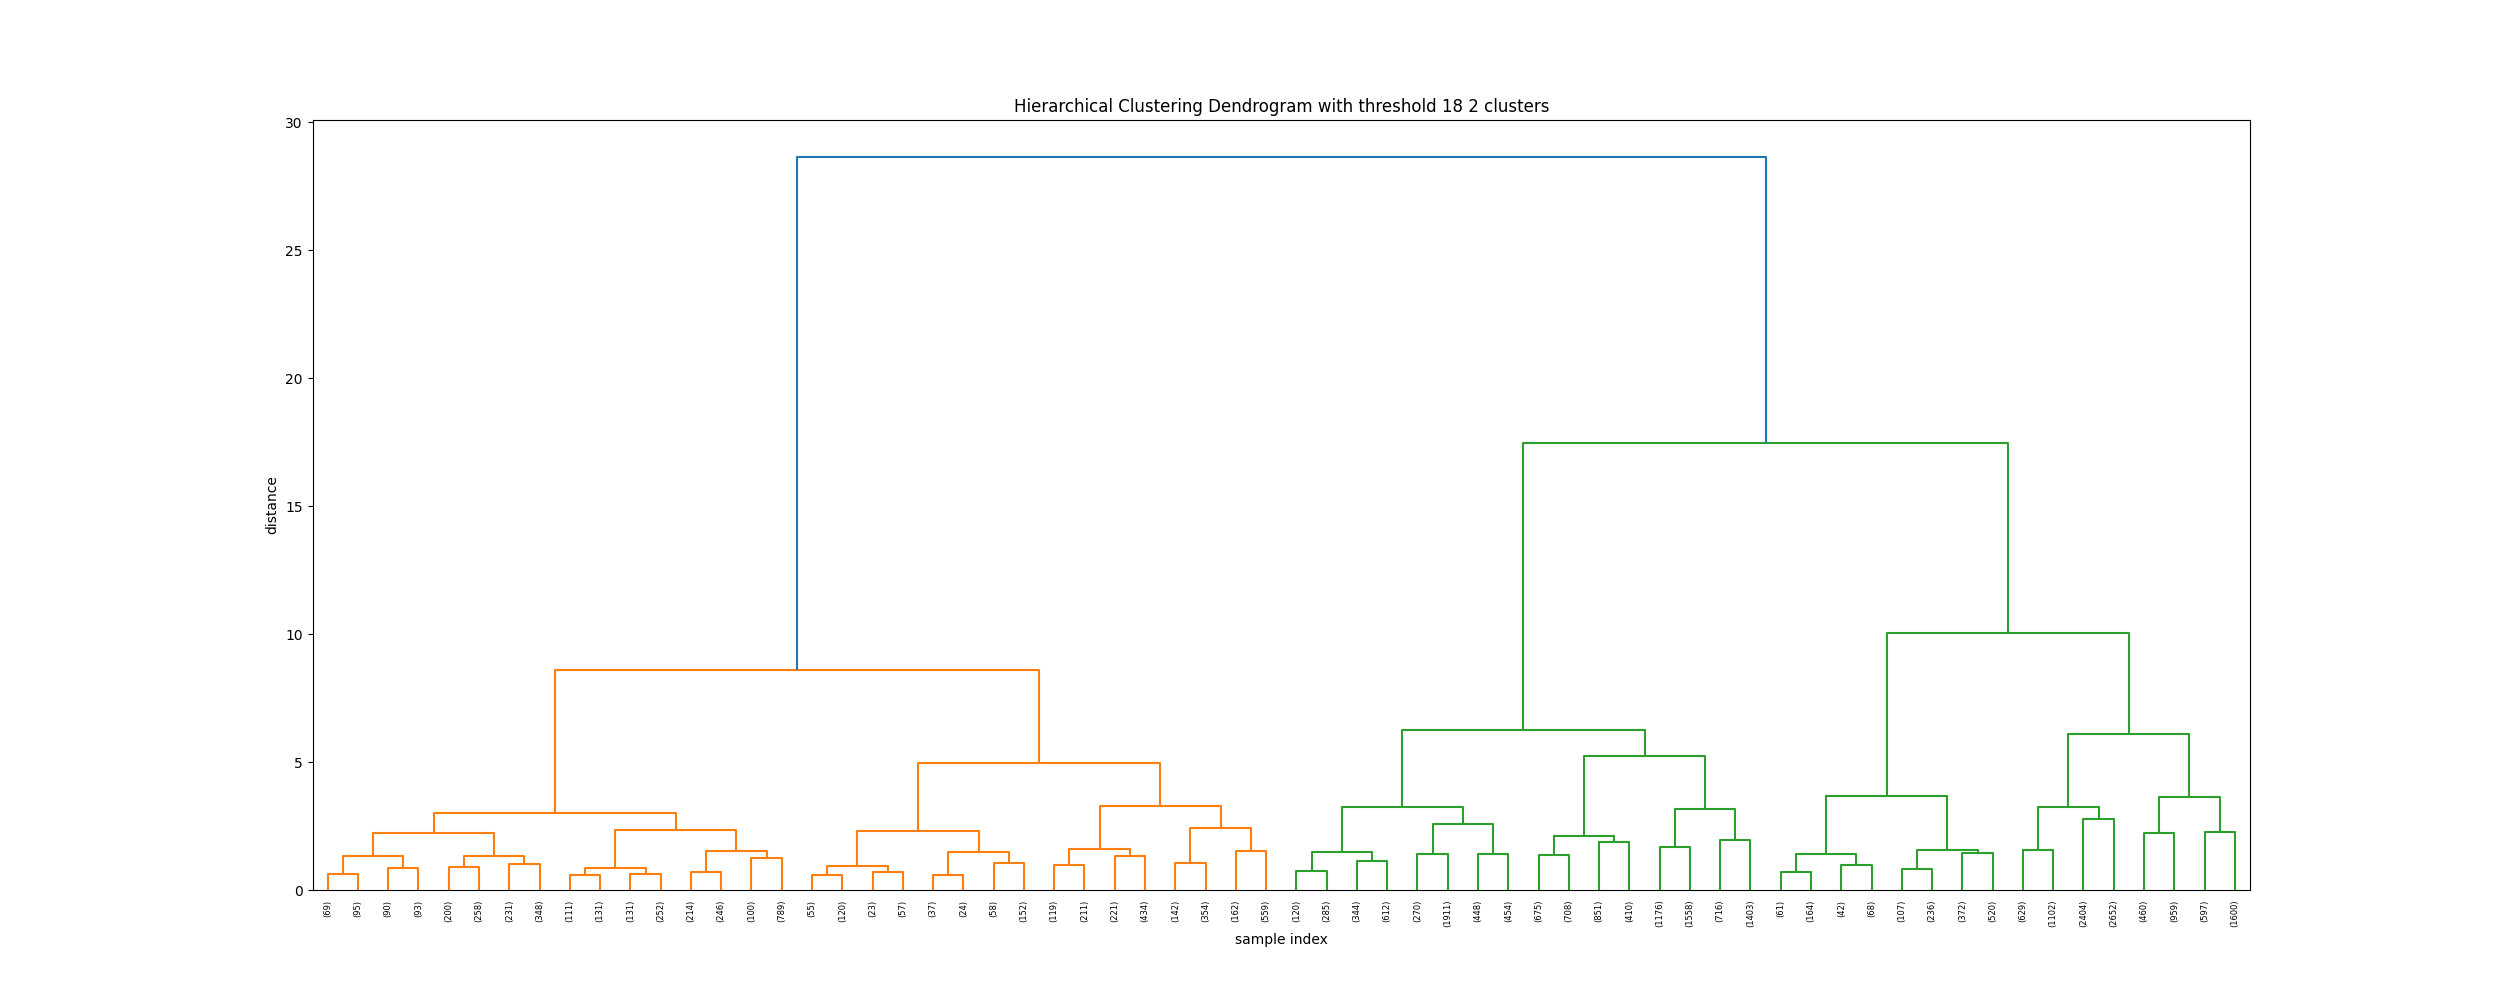 Hierarchical Clustering Dendrogram with threshold 18 2 clusters
30
25
20
15
10
5
0
distance
(69) (95) (90) (93) (200) (258) (231) (348) (111) (131) (131) (252) (214) (246) (100) (789) (55) (120) (23) (57) (37) (24) (58) (152) (119) (211) (221) (434) (142) (354) (162) (559) (120) (285) (344) (612) (270) (1911) (448) (454) (675) (708) (851) (410) (1176) (1558) (716) (1403) (61) (164) (42) (68) (107) (236) (372) (520) (629) (1102) (2404) (2652) (460) (959) (597) (1600)
sample index